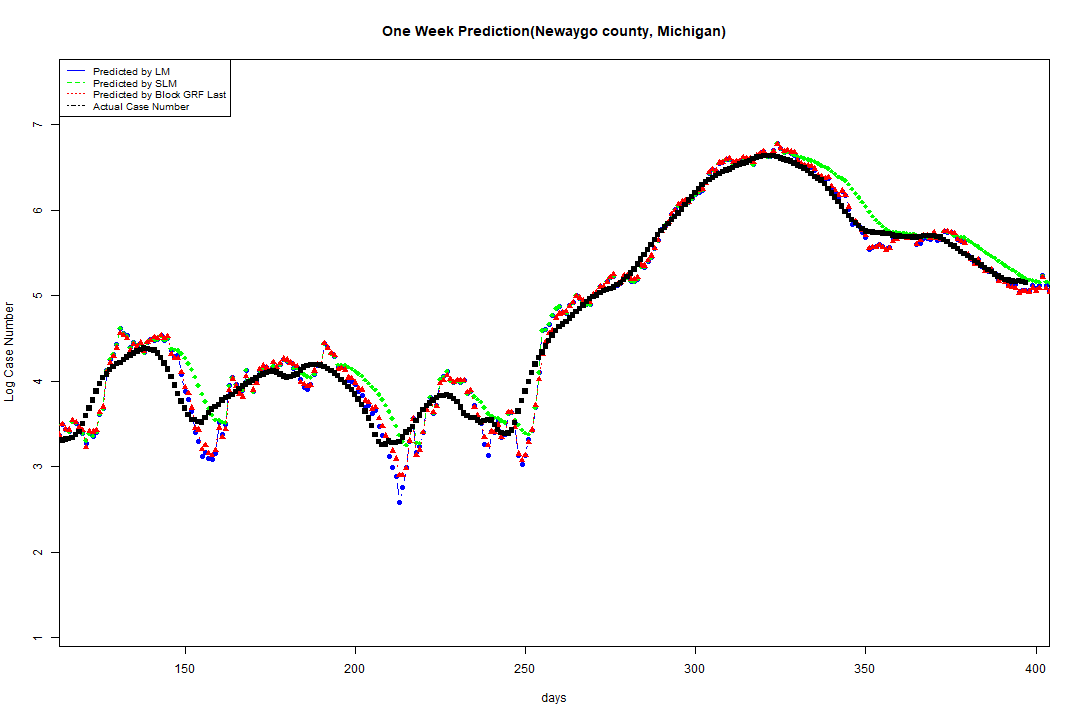 One Week Prediction(Newaygo county, Michigan)
Predicted by LM
Predicted by SLM
Predicted by Block GRF Last
Actual Case Number
7
6
5
4
3
2
1
Log Case Number
150 200 250 300 350 400
days